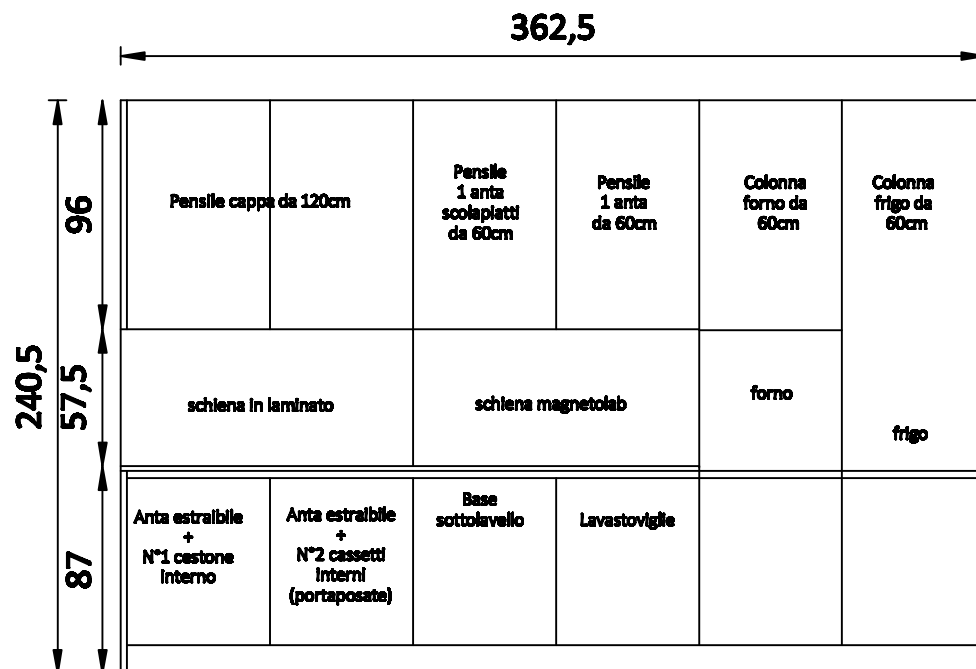 362,5
96
240,5
57,5
87
Pensile cappa da 120cm
Pensile
1 anta
scolapiatti
da 60cm
Pensile
1 anta
da 60cm
Colonna
forno da
60cm
Colonna
frigo da
60cm
schiena in laminato
schiena magnetolab
forno
frigo
Anta estraibile
+
N°1 cestone
interno
Anta estraibile
+
N°2 cassetti
interni
(portaposate)
Base
sottolavello
Lavastoviglie